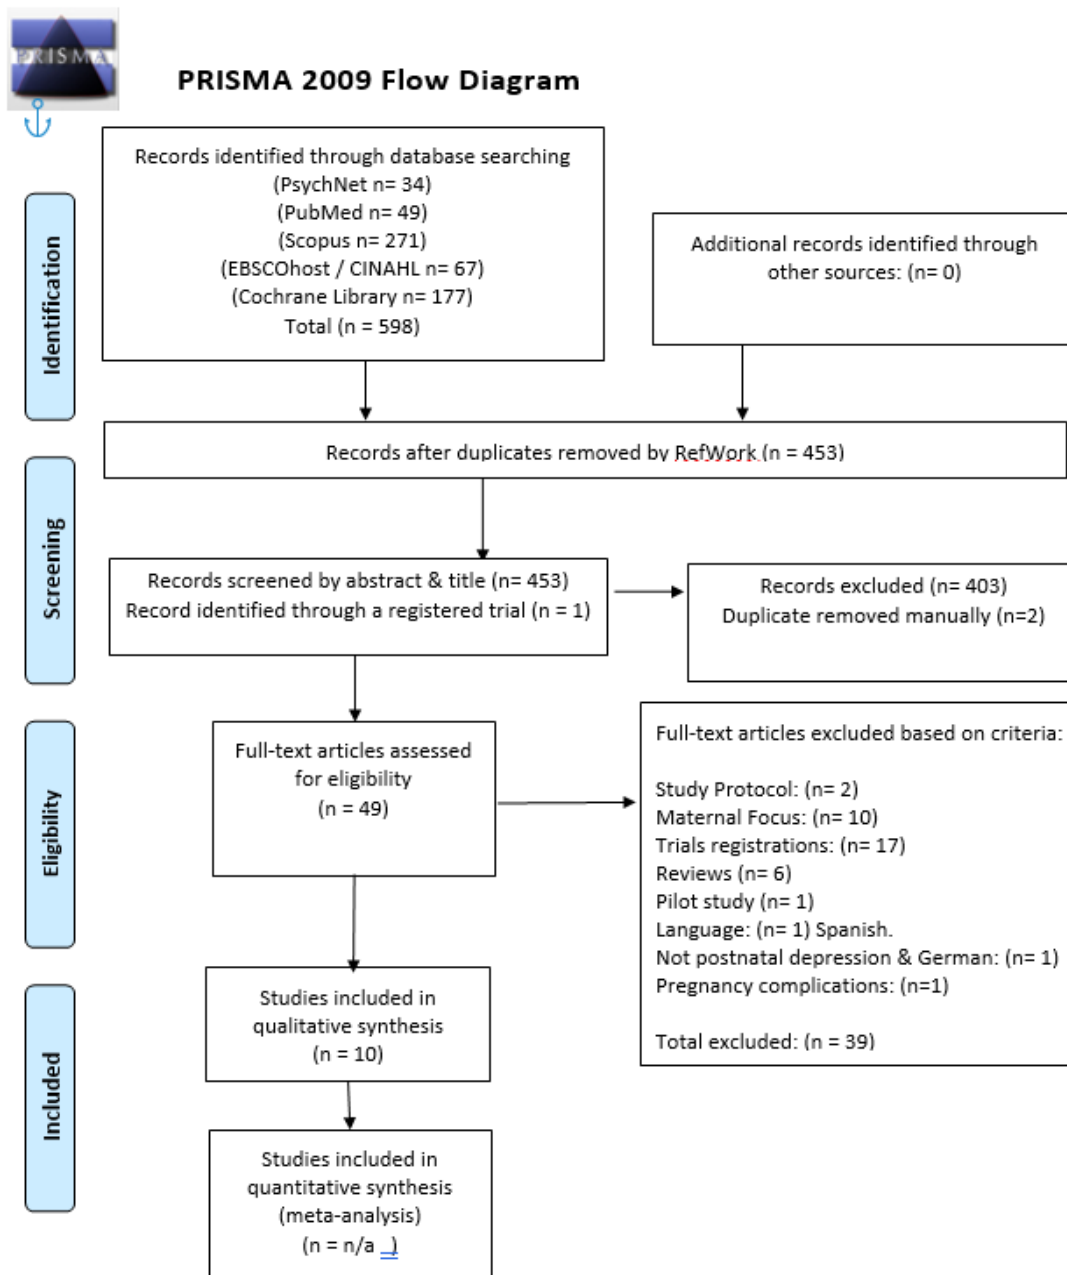 PRISMA
PRISMA 2009 Flow Diagram
Identification
Records identified through database searching
(PsychNet n= 34)
(PubMed n= 49)
(Scopus = 271)
(EBSCOhost / CINAHL n= 67)
(Cochrane Library n= 177)
Total (n = 598)
Additional records identified through
other sources: (n= 0)
Records after duplicates removed by RefWork (n = 453)
Screening
Records screened by abstract & title (n= 453)
Record identified through a registered trial (n = 1)
Records excluded (n= 403)
Duplicate removed manually (n=2)
Eligibility
Full-text articles assessed
for eligibility
(n = 49)
Full-text articles excluded based on criteria:
Study Protocol: (n= 2)
Maternal Focus: (n= 10)
Trials registrations: (n= 17)
Reviews (n= 6)
Pilot study (n= 1)
Language: (n= 1) Spanish.
Not postnatal depression & German: (n= 1)
Pregnancy complications: (n=1)
Total excluded: (n = 39)
Included
Studies included in
qualitative synthesis
(n = 10)
Studies included in
quantitative synthesis
(meta-analysis)
(n = n/a )